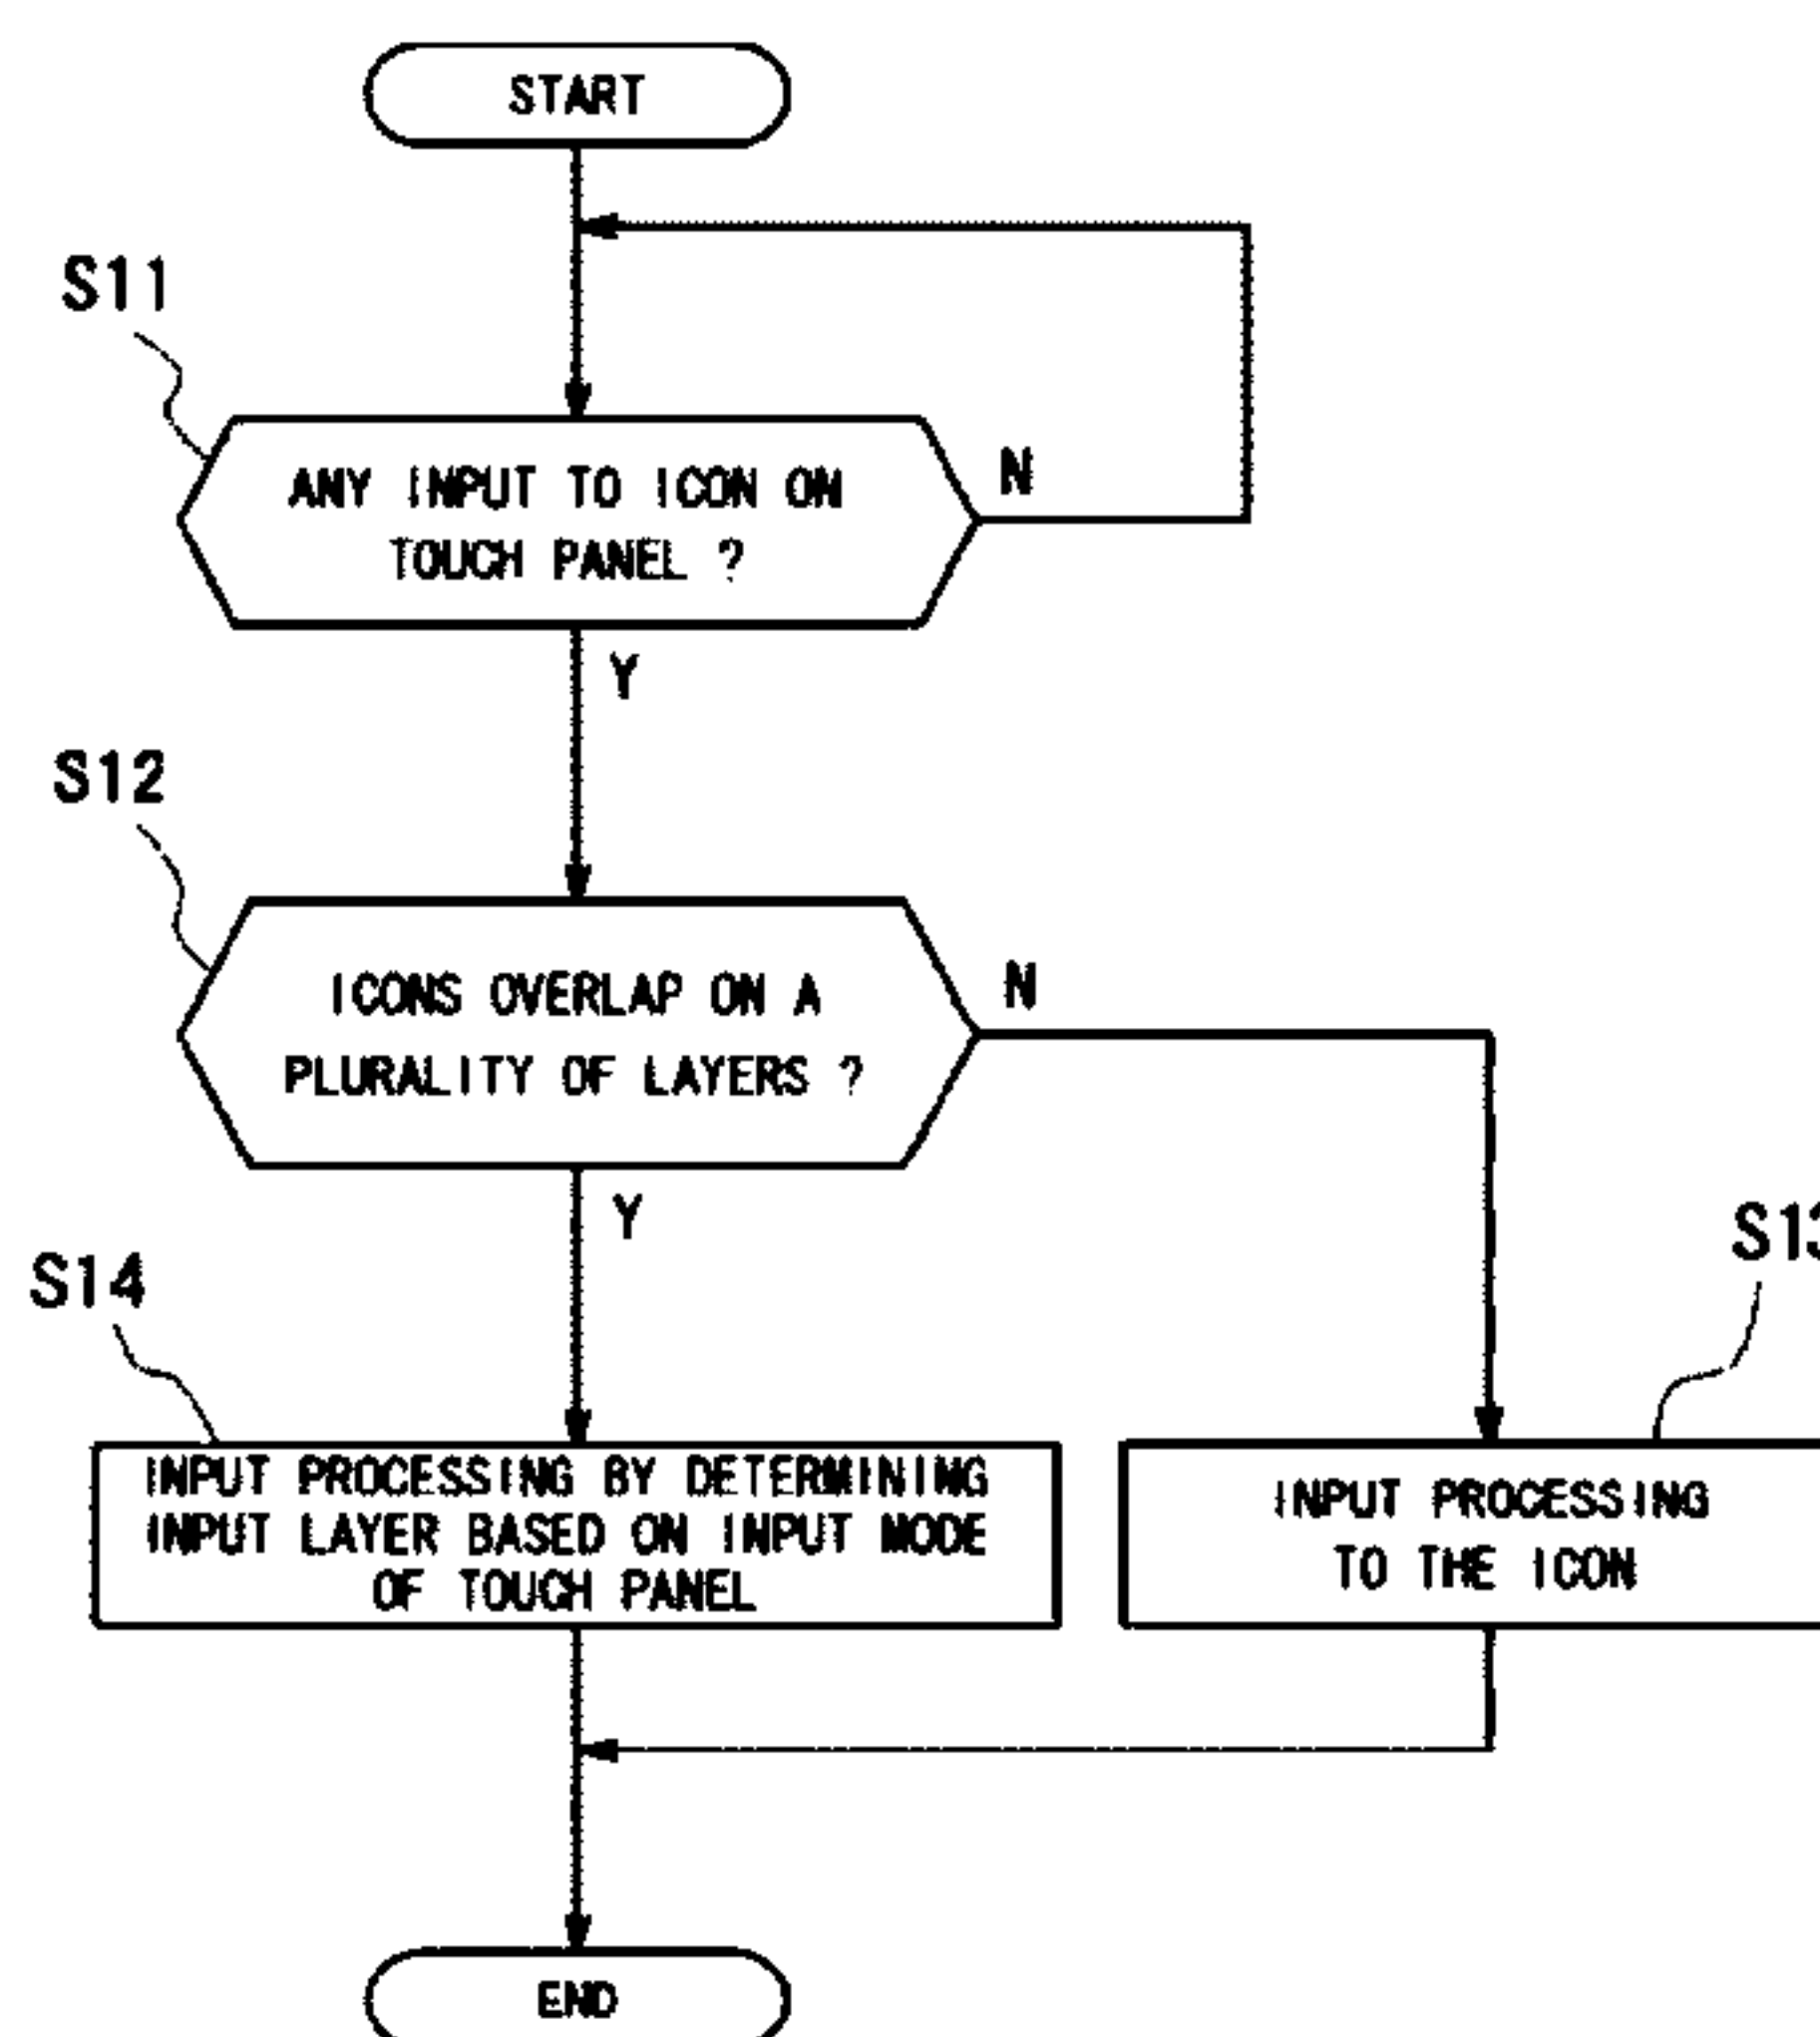 START
S11
ANY INPUT TO ICON ON
TOUCH PANEL ?
N
Y
S12
ICONS OVERLAP ON A
PLURALITY OF LAYERS ?
N
Y
S14
S13
INPUT PROCESSING BY DETERMINING
INPUT LAYER BASED ON INPUT MODE
OF TOUCH PANEL
INPUT PROCESSING
TO THE ICON
END